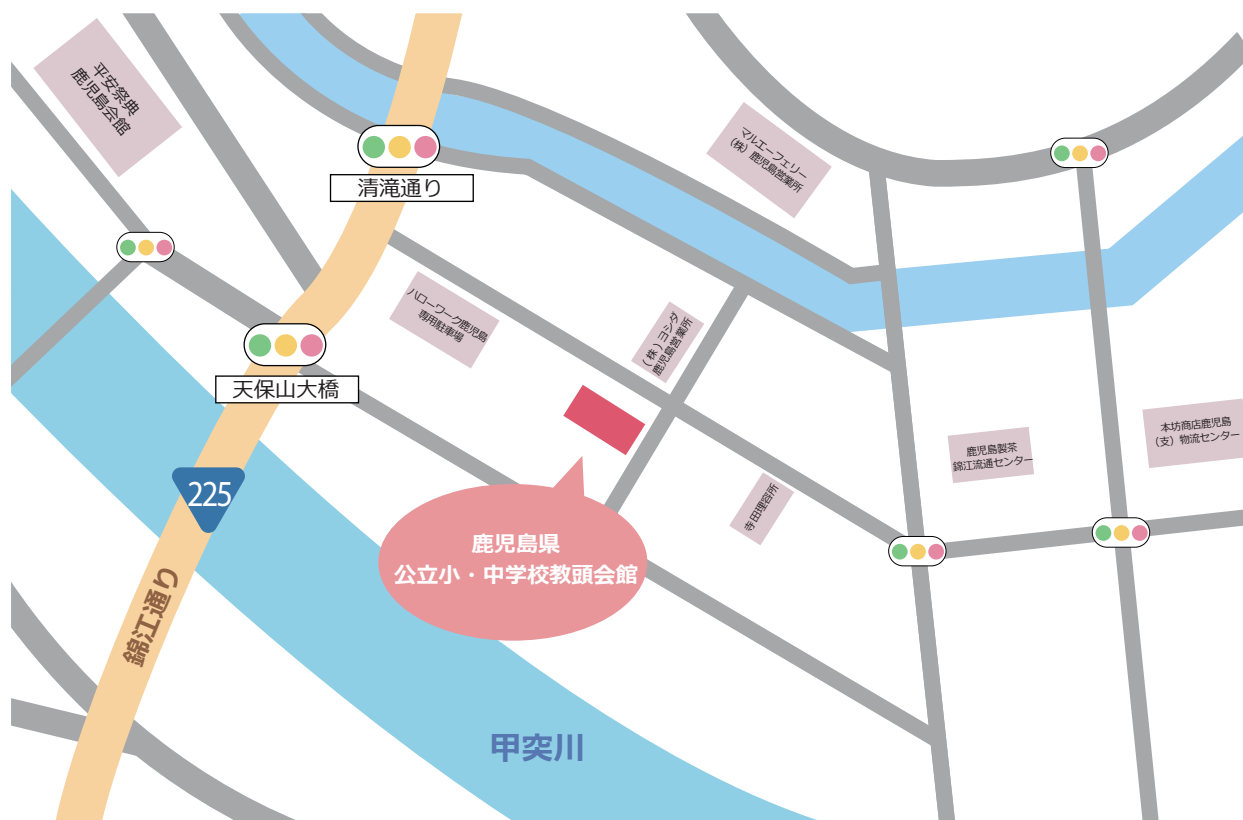 平安祭典
鹿児島会館
清滝通り
マルエーフェリー
(株) 鹿児島営業所
ハローワーク鹿児島
専用駐車場
(株) ヨシダ
鹿児島営業所
天保山大橋
本坊商店鹿児島
(支) 物流センター
鹿児島製茶
錦江流通センター
225
寺田理容所
鹿児島県
公立小・中学校教頭会館
錦江通り
甲突川